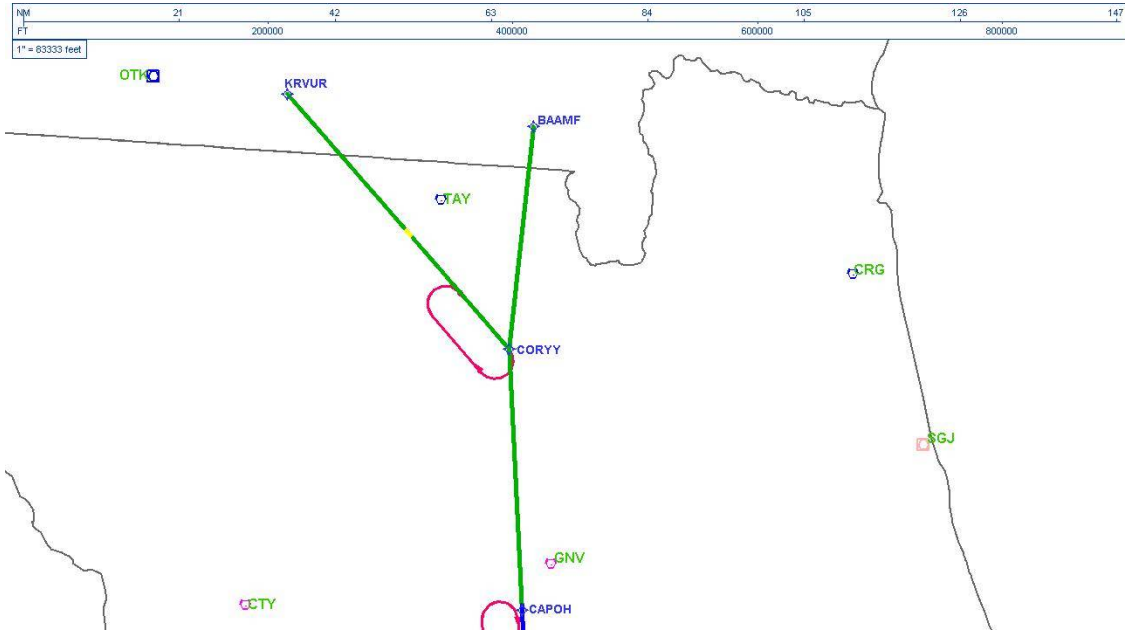 NM 21 42 63 84 105 126 147
FT 200000 400000 600000 800000
1" = 83333 feet
OTK
KRVUR
BAAMF
TAY
CRG
CORYY
SGJ
GNV
CTY
CAPOH